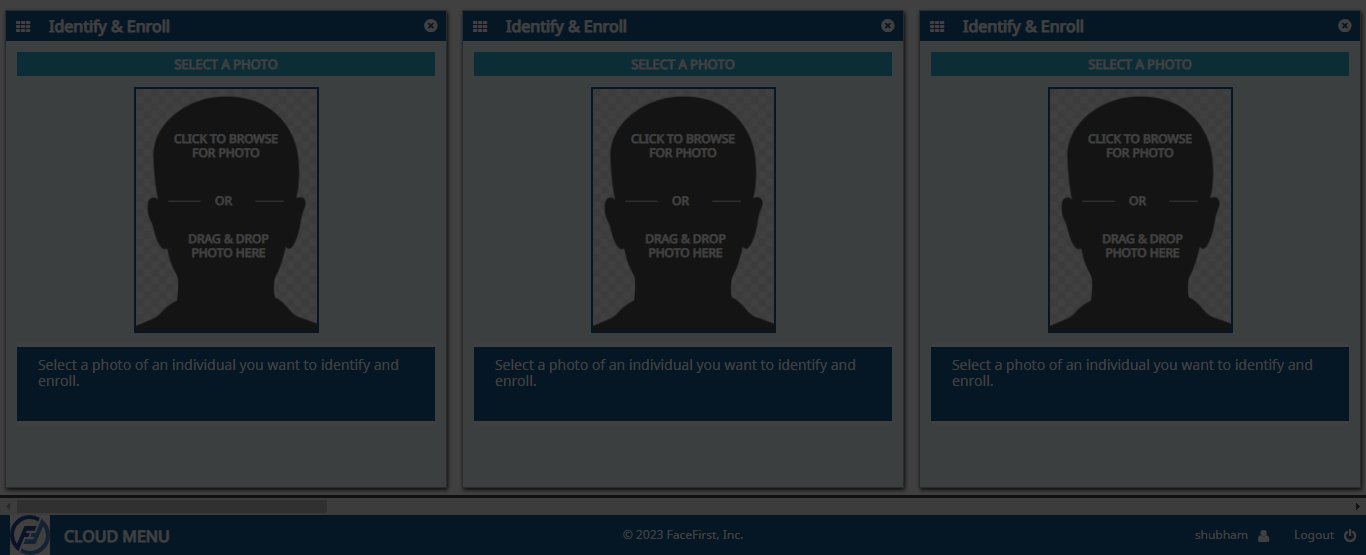 Identify & Enroll
SELECT A PHOTO
CLICK TO BROWSE
FOR PHOTO
OR
DRAG & DROP
PHOTO HERE
Select a photo of an individual you want to identify and
enroll.
Identify & Enroll
SELECT A PHOTO
CLICK TO BROWSE
FOR PHOTO
OR
DRAG & DROP
PHOTO HERE
Select a photo of an individual you want to identify and
enroll.
Identify & Enroll
SELECT A PHOTO
CLICK TO BROWSE
FOR PHOTO
OR
DRAG & DROP
PHOTO HERE
Select a photo of an individual you want to identify and
enroll.
CLOUD MENU
© 2023 FaceFirst, Inc.
shubham
Logout